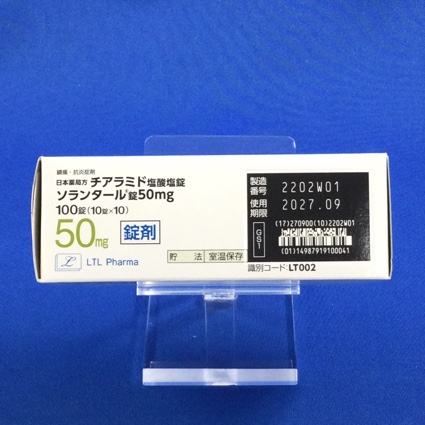 鎮痛・抗炎症剤
日本薬局方 チアラミド塩酸塩錠
ソランタール®錠50mg
100錠(10錠×10)
50mg 錠剤
LTL Pharma
貯 法 室温保存
製造番号 2202W01
使用期限 2027.09
(17)270900(10)2202W01
GS1
(01)14987919100041
識別コード:LT002